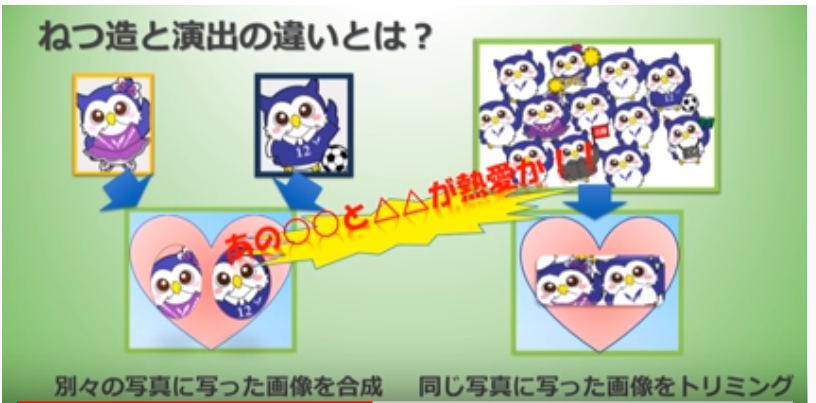 ねつ造と演出の違いとは？
12
あの○○と△△が熱愛か！！
12
別々の写真に写った画像を合成
同じ写真に写った画像をトリミング